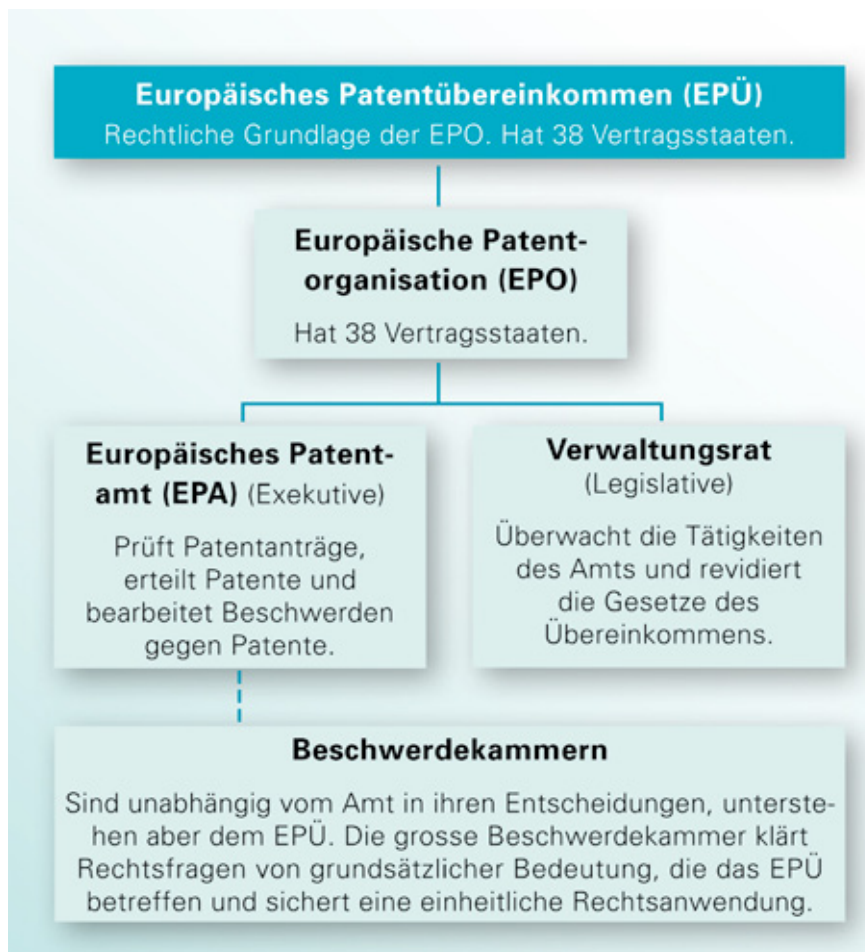 Europäisches Patentübereinkommen (EPÜ)
Rechtliche Grundlage der EPO. Hat 38 Vertragsstaaten.
Europäische Patent-
organisation (EPO)
Hat 38 Vertragsstaaten.
Europäisches Patent-
amt (EPA) (Exekutive)
Prüft Patentanträge,
erteilt Patente und
bearbeitet Beschwerden
gegen Patente.
Verwaltungsrat
(Legislative)
Überwacht die Tätigkeiten
des Amts und revidiert
die Gesetze des
Übereinkommens.
Beschwerdekammern
Sind unabhängig vom Amt in ihren Entscheidungen, unterste-
hen aber dem EPÜ. Die grosse Beschwerdekammer klärt
Rechtsfragen von grundsätzlicher Bedeutung, die das EPÜ
betreffen und sichert eine einheitliche Rechtsanwendung.